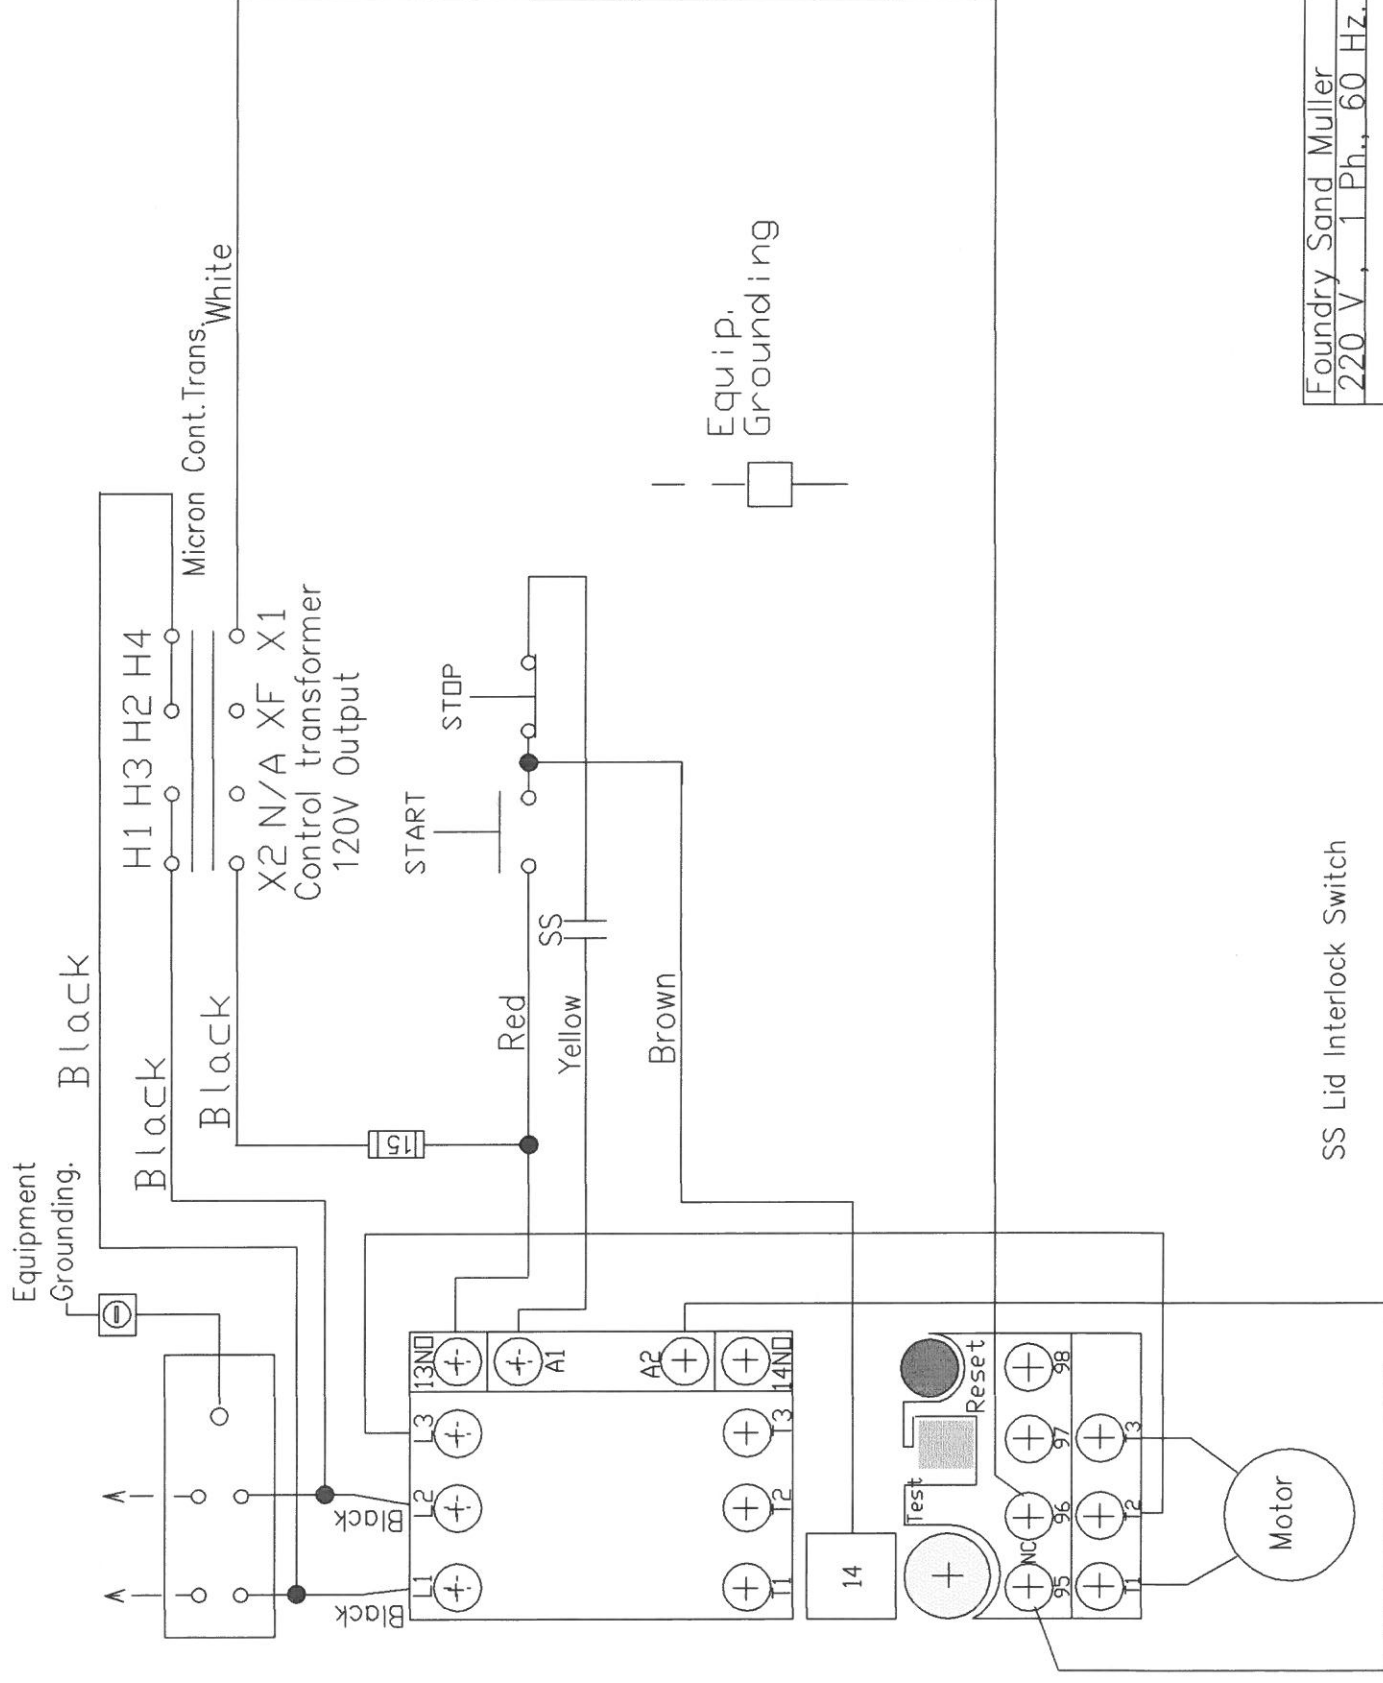 Equipment
Grounding.
Black
Black
Black
H1 H3 H2 H4
Micron Cont.Trans.
White
X2 N/A XF X1
Control transformer
120V Output
STOP
START
Red
SS
Yellow
Brown
Equip.
Grounding
15
Black
Black
L1
L2
L3
13NO
A1
A2
14NO
T1
T2
T3
14
Test
Reset
NC
95
96
97
98
T1
T2
T3
Motor
SS Lid Interlock Switch
Foundry Sand Muller
220 V , 1 Ph., 60 Hz.